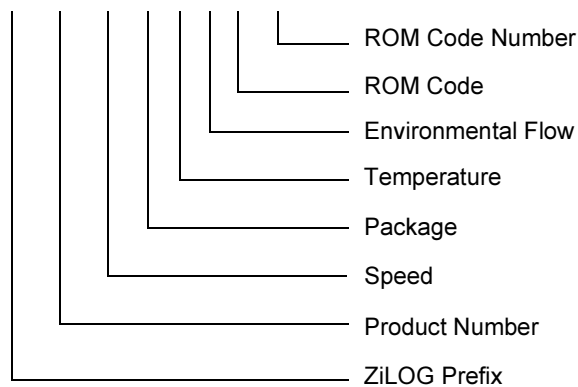 ROM Code Number
ROM Code
Environmental Flow
Temperature
Package
Speed
Product Number
ZiLOG Prefix